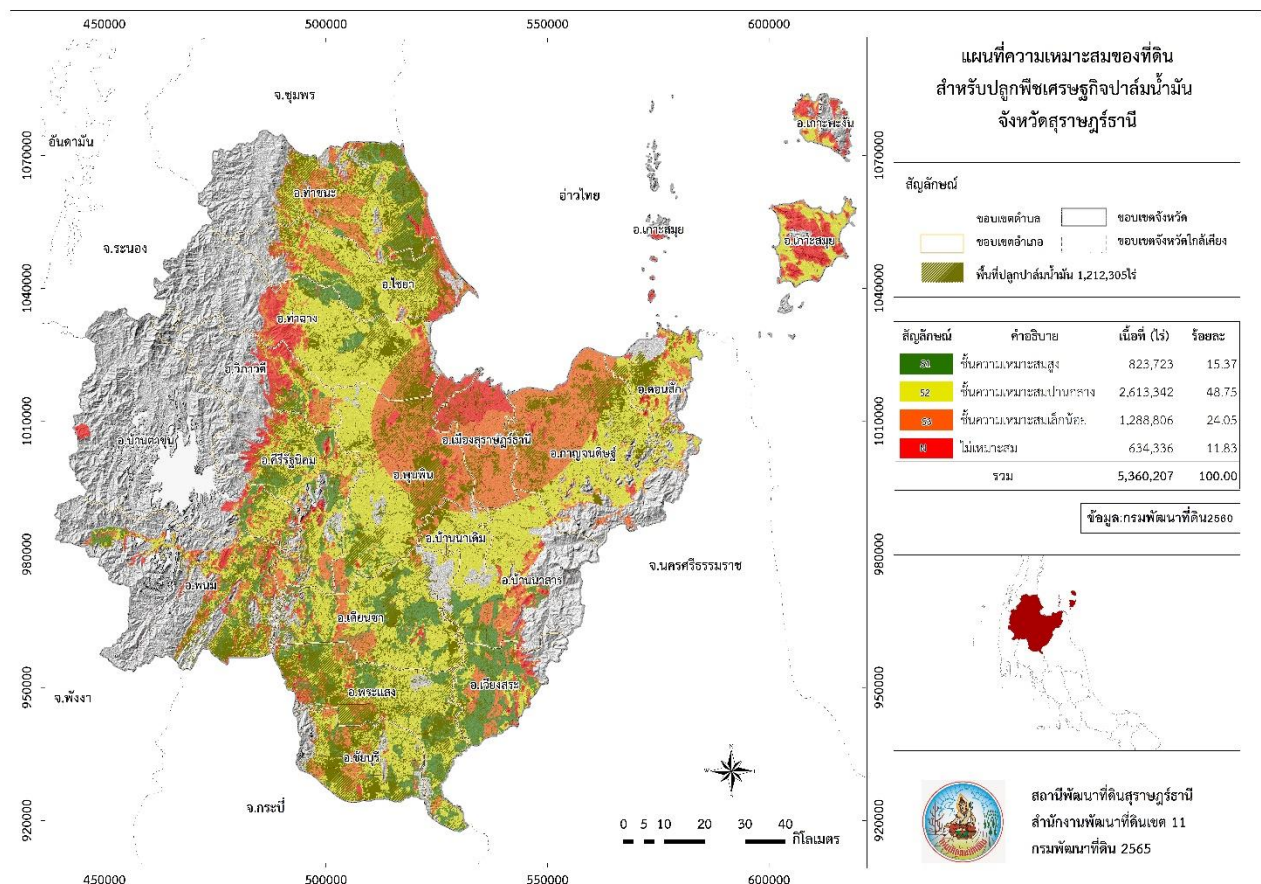 แผนที่ความเหมาะสมของที่ดิน
สำหรับปลูกพืชเศรษฐกิจปาล์มน้ำมัน
จังหวัดสุราษฎร์ธานี
สัญลักษณ์
ขอบเขตตำบล
ขอบเขตจังหวัด
ขอบเขตอำเภอ
ขอบเขตจังหวัดใกล้เคียง
พื้นที่ปลูกปาล์มน้ำมัน 1,212,305ไร่
สัญลักษณ์ คำอธิบาย เนื้อที่ (ไร่) ร้อยละ
S1 ชั้นความเหมาะสมสูง 823,723 15.37
S2 ชั้นความเหมาะสมปานกลาง 2,613,342 48.75
S3 ชั้นความเหมาะสมเล็กน้อย 1,288,806 24.05
N ไม่เหมาะสม 634,336 11.83
รวม 5,360,207 100.00
ข้อมูล:กรมพัฒนาที่ดิน2560
สถานีพัฒนาที่ดินสุราษฎร์ธานี
สำนักงานพัฒนาที่ดินเขต 11
กรมพัฒนาที่ดิน 2565
450000 500000 550000 600000
1070000
1040000
1010000
980000
950000
920000
1070000
1040000
1010000
980000
950000
920000
450000 500000 550000 600000
จ.ชุมพร
อันดามัน
จ.ระนอง
อ่าวไทย
อ.เกาะพะงัน
อ.เกาะสมุย
อ.เกาะสมุย
อ.ท่าชนะ
อ.ไชยา
อ.ท่าฉาง
อ.วิภาวดี
อ.ดอนสัก
อ.บ้านตาขุน
อ.เมืองสุราษฎร์ธานี
อ.คีรีรัฐนิคม
อ.กาญจนดิษฐ์
อ.พุนพิน
อ.บ้านนาเดิม
อ.บ้านนาสาร
จ.นครศรีธรรมราช
อ.พนม
อ.เคียนซา
อ.พระแสง
อ.เวียงสระ
จ.พังงา
อ.ชัยบุรี
จ.กระบี่
0 5 10 20 30 40
กิโลเมตร